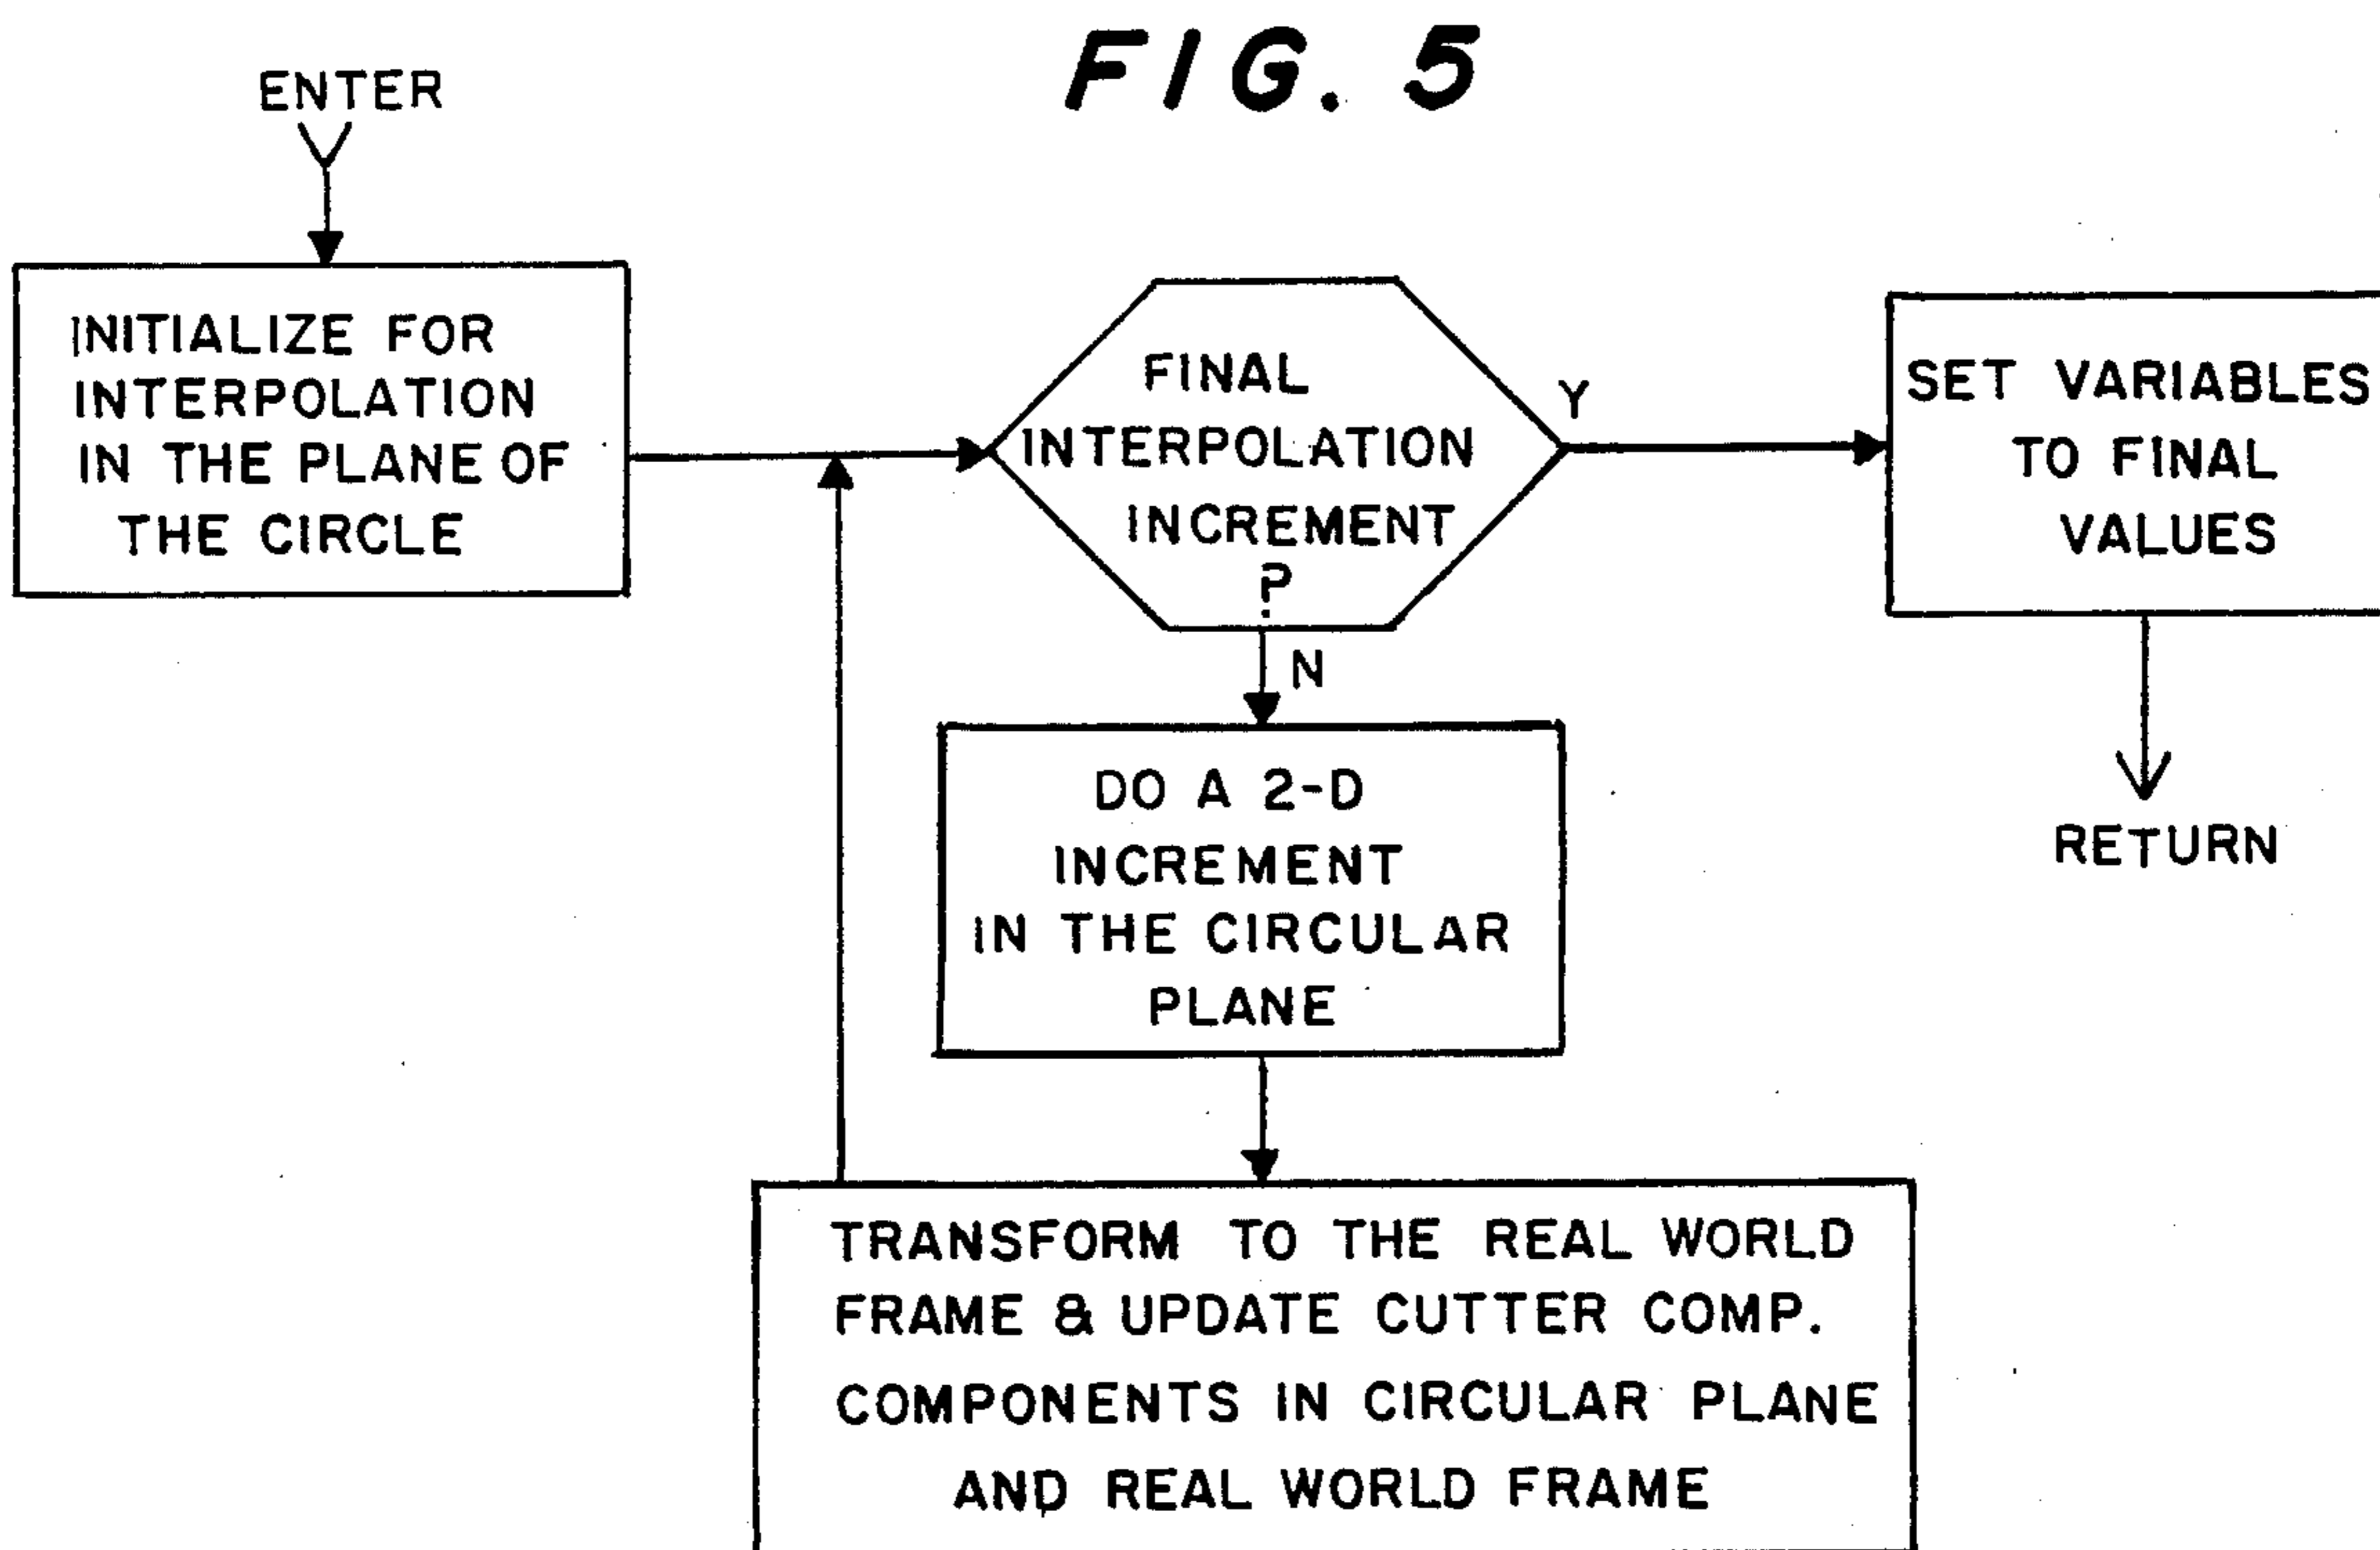 FIG. 5
ENTER
INITIALIZE FOR
INTERPOLATION
IN THE PLANE OF
THE CIRCLE
FINAL
INTERPOLATION
INCREMENT
?
Y
N
SET VARIABLES
TO FINAL
VALUES
RETURN
DO A 2-D
INCREMENT
IN THE CIRCULAR
PLANE
TRANSFORM TO THE REAL WORLD
FRAME & UPDATE CUTTER COMP.
COMPONENTS IN CIRCULAR PLANE
AND REAL WORLD FRAME